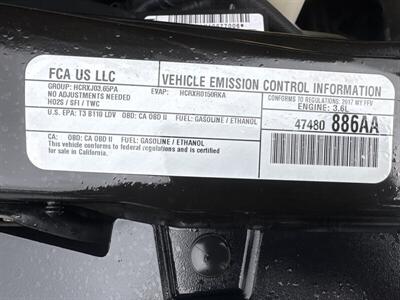 FCA US LLC
VEHICLE EMISSION CONTROL INFORMATION
GROUP: HCRXJ03.65PA
EVAP: HCRXR0150RKA
NO ADJUSTMENTS NEEDED
HO2S / SFI / TWC
CONFORMS TO REGULATIONS: 2017 MY FFV
ENGINE: 3.6L
U.S. EPA: T3 B110 LDV OBD: CA OBD II FUEL: GASOLINE / ETHANOL
47480 886AA
CA: OBD: CA OBD II FUEL: GASOLINE / ETHANOL
This vehicle conforms to federal regulations and is certified
for sale in California.